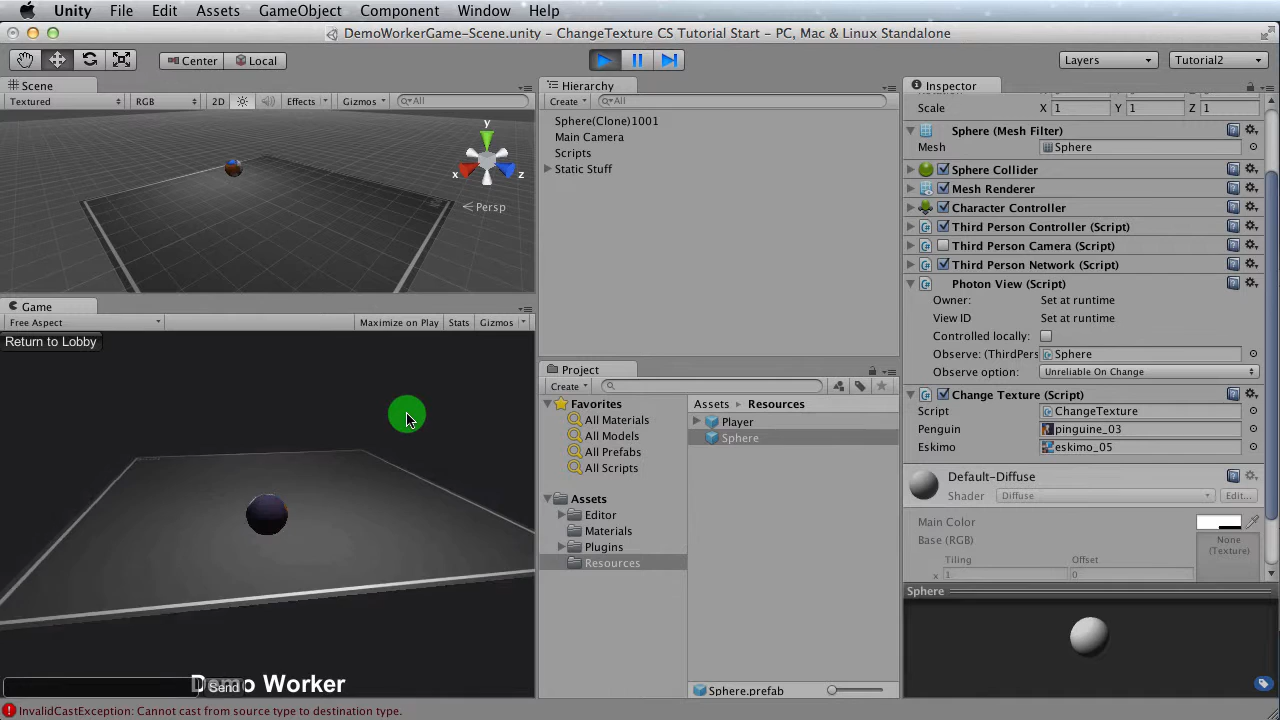 Unity File Edit Assets GameObject Component Window Help
DemoWorkerGame-Scene.unity - ChangeTexture CS Tutorial Start - PC, Mac & Linux Standalone
Center Local Layers Tutorial2
Scene
Textured RGB 2D Effects Gizmos All
y
x z
Persp
Game
Free Aspect Maximize on Play Stats Gizmos
Return to Lobby
Demo Worker
Send
Hierarchy
Create All
Sphere(Clone)1001
Main Camera
Scripts
Static Stuff
Project
Create
Favorites
All Materials
All Models
All Prefabs
All Scripts
Assets
Editor
Materials
Plugins
Resources
Assets Resources
Player
Sphere
Sphere.prefab
Inspector
Scale X 1 Y 1 Z 1
Sphere (Mesh Filter)
Mesh Sphere
Sphere Collider
Mesh Renderer
Character Controller
Third Person Controller (Script)
Third Person Camera (Script)
Third Person Network (Script)
Photon View (Script)
Owner: Set at runtime
View ID Set at runtime
Controlled locally:
Observe: (ThirdPers Sphere
Observe option: Unreliable On Change
Change Texture (Script)
Script ChangeTexture
Penguin pinguine_03
Eskimo eskimo_05
Default-Diffuse
Shader Diffuse Edit...
Main Color
Base (RGB) None
(Texture)
Tiling Offset
x 1 0
Sphere
InvalidCastException: Cannot cast from source type to destination type.